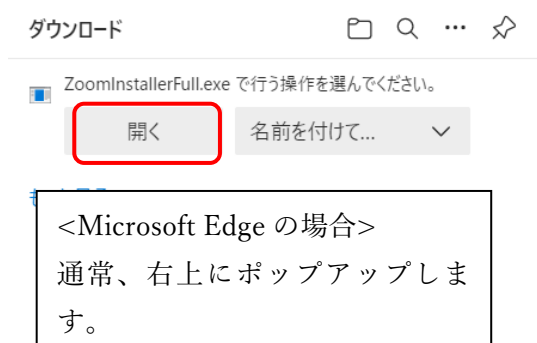 ダウンロード
ZoomInstallerFull.exe で行う操作を選んでください。
開く
名前を付けて...
<Microsoft Edge の場合>
通常、右上にポップアップしま
す。